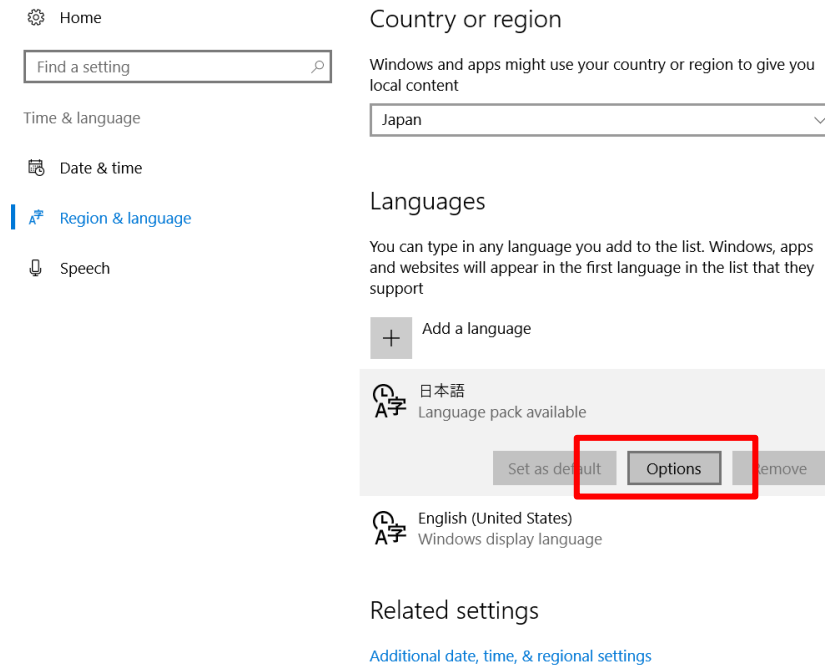 Home
Find a setting
Time & language
Date & time
Region & language
Speech
Country or region
Windows and apps might use your country or region to give you
local content
Japan
Languages
You can type in any language you add to the list. Windows, apps
and websites will appear in the first language in the list that they
support
Add a language
日本語
Language pack available
Set as default Options Remove
English (United States)
Windows display language
Related settings
Additional date, time, & regional settings